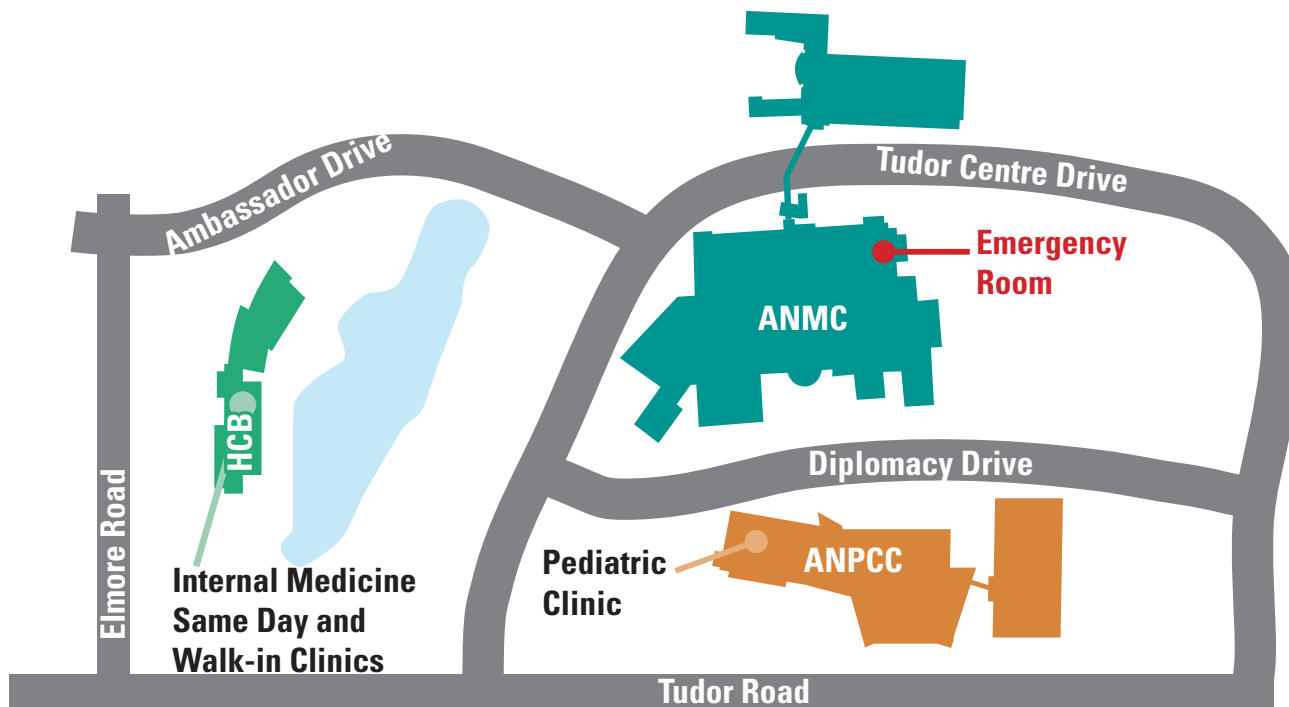 Ambassador Drive
Tudor Centre Drive
Emergency
Room
ANMC
HCB
Diplomacy Drive
Elmore Road
Pediatric
Clinic
ANPCC
Internal Medicine
Same Day and
Walk-in Clinics
Tudor Road